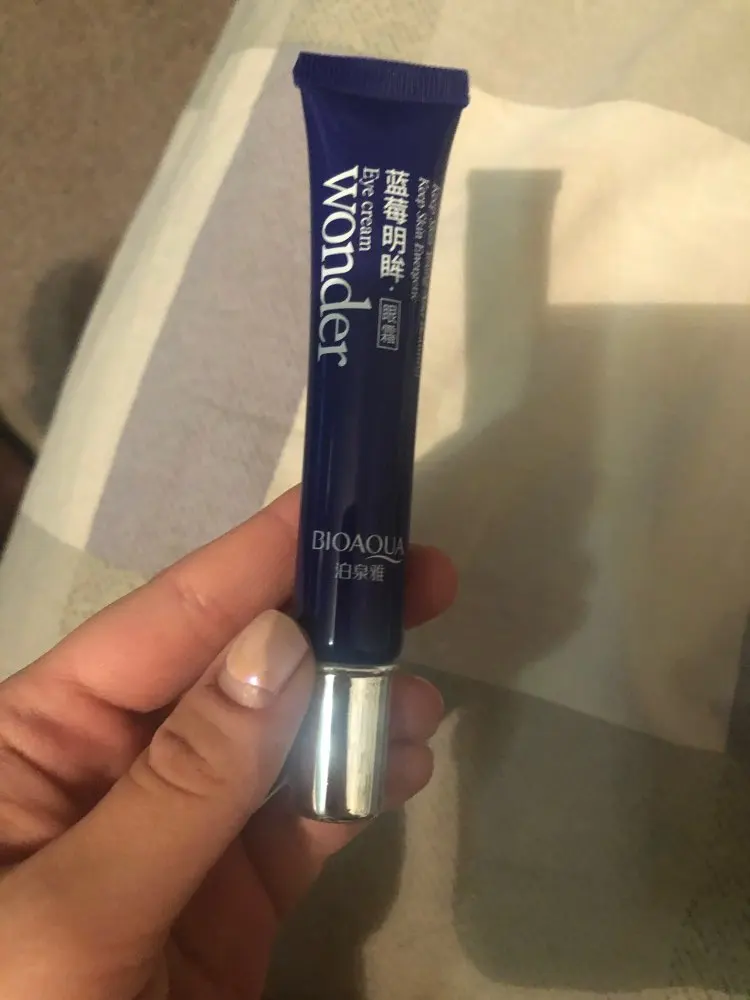 Keep Skin Energetic
蓝莓明眸·眼霜
Eye cream
Wonder
BIOAQUA
泊泉雅